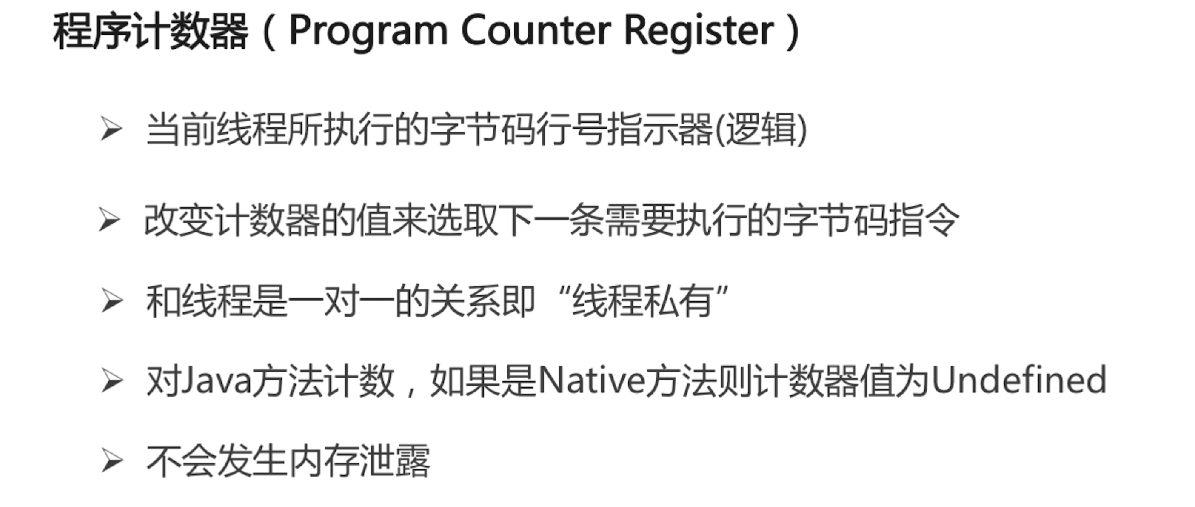 程序计数器（Program Counter Register）
➢ 当前线程所执行的字节码行号指示器(逻辑)
➢ 改变计数器的值来选取下一条需要执行的字节码指令
➢ 和线程是一对一的关系即“线程私有”
➢ 对Java方法计数，如果是Native方法则计数器值为Undefined
➢ 不会发生内存泄露